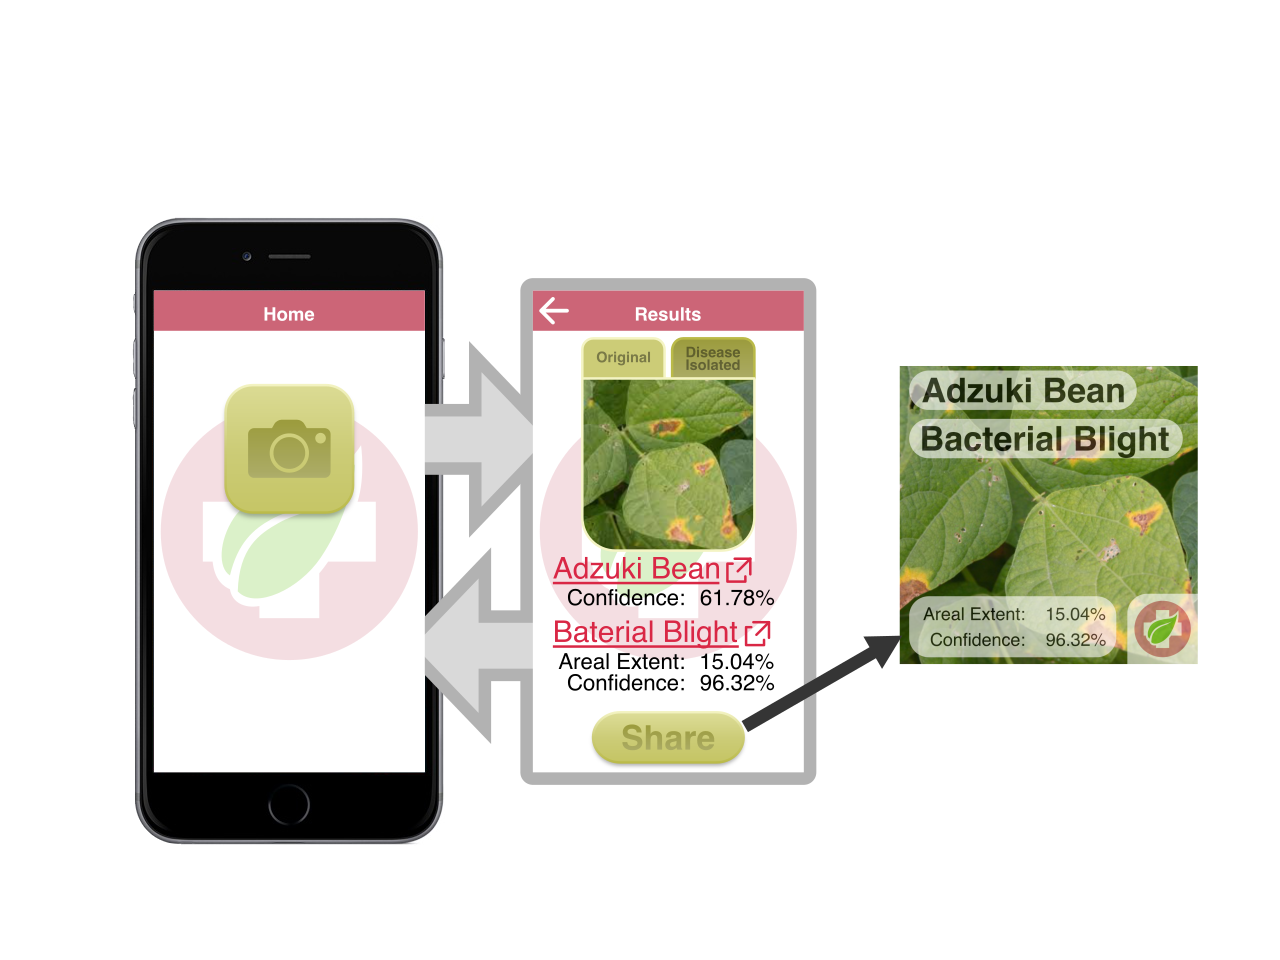 Home
Results
Original
Disease
Isolated
Adzuki Bean
Confidence: 61.78%
Baterial Blight
Areal Extent: 15.04%
Confidence: 96.32%
Share
Adzuki Bean
Bacterial Blight
Areal Extent: 15.04%
Confidence: 96.32%